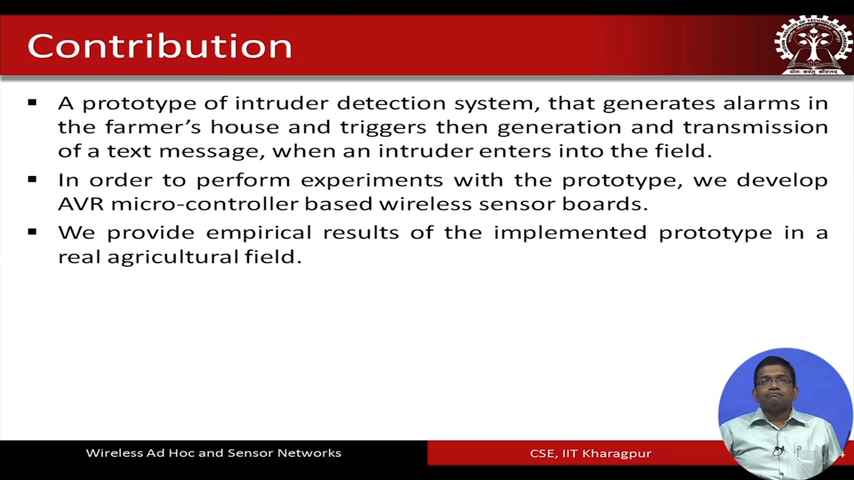 Contribution
▪ A prototype of intruder detection system, that generates alarms in
the farmer's house and triggers then generation and transmission
of a text message, when an intruder enters into the field.
▪ In order to perform experiments with the prototype, we develop
AVR micro-controller based wireless sensor boards.
▪ We provide empirical results of the implemented prototype in a
real agricultural field.
Wireless Ad Hoc and Sensor Networks
CSE, IIT Kharagpur
4